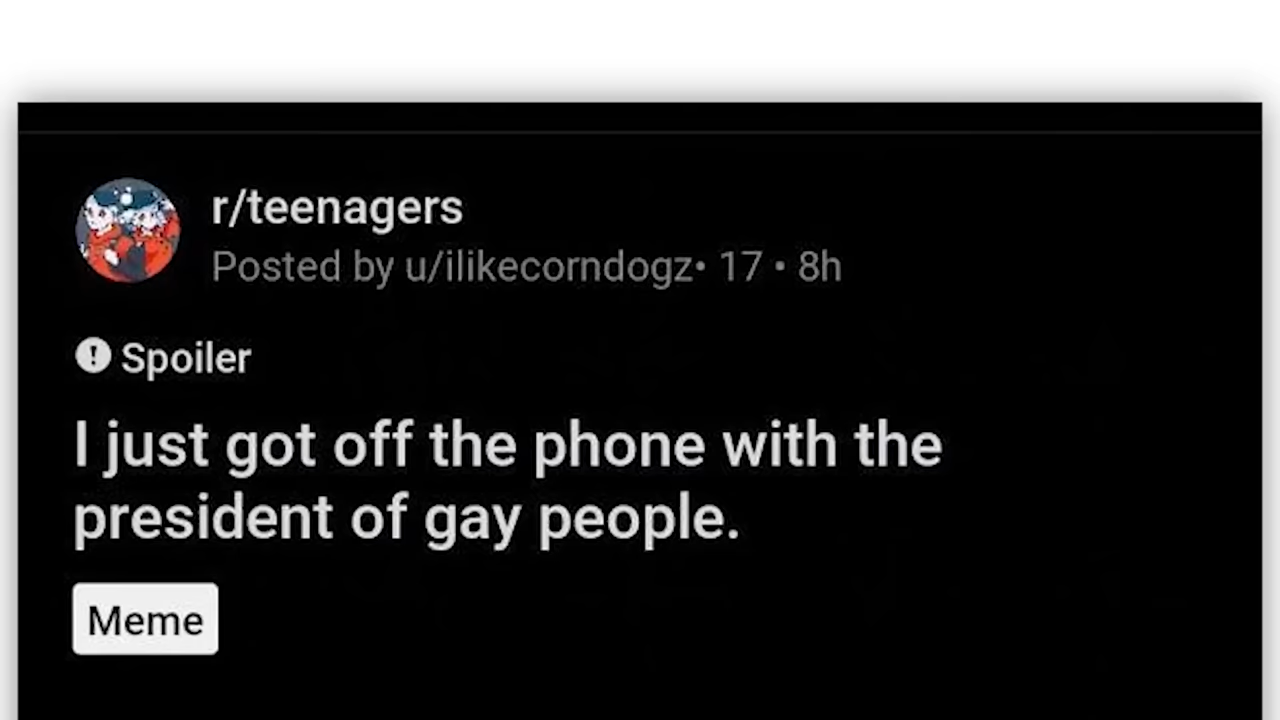 r/teenagers
Posted by u/ilikecorndogz• 17 • 8h
Spoiler
I just got off the phone with the
president of gay people.
Meme